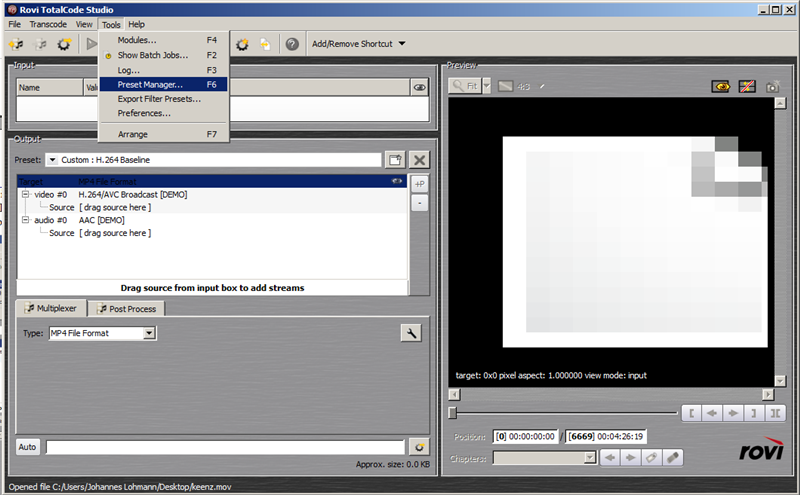 Rovi TotalCode Studio
File Transcode View Tools Help
Modules... F4
Show Batch Jobs... F2
Log... F3
Preset Manager... F6
Export Filter Presets...
Preferences...
Arrange F7
Add/Remove Shortcut
Input
Name Val
Output
Preset: Custom : H.264 Baseline
Target MP4 File Format
+P
video #0 H.264/AVC Broadcast [DEMO]
-
Source [ drag source here ]
audio #0 AAC [DEMO]
Source [ drag source here ]
Drag source from input box to add streams
Multiplexer Post Process
Type: MP4 File Format
Auto
Approx. size: 0.0 KB
Preview
Fit 4:3
target: 0x0 pixel aspect: 1.000000 view mode: input
Position: [0] 00:00:00:00 / [6669] 00:04:26:19
Chapters:
rovi
Opened file C:/Users/Johannes Lohmann/Desktop/keenz.mov